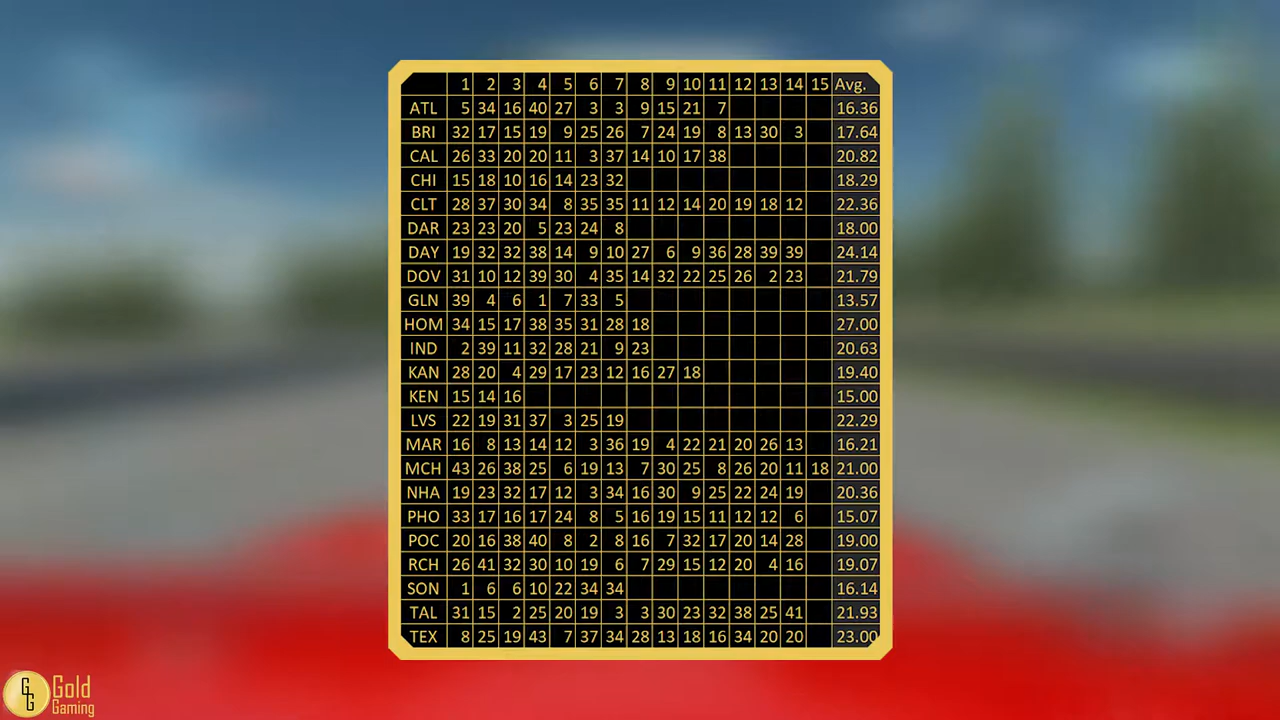 1 2 3 4 5 6 7 8 9 10 11 12 13 14 15 Avg.
ATL 5 34 16 40 27 3 3 9 15 21 7 16.36
BRI 32 17 15 19 9 25 26 7 24 19 8 13 30 3 17.64
CAL 26 33 20 20 11 3 37 14 10 17 38 20.82
CHI 15 18 10 16 14 23 32 18.29
CLT 28 37 30 34 8 35 35 11 12 14 20 19 18 12 22.36
DAR 23 23 20 5 23 24 8 18.00
DAY 19 32 32 38 14 9 10 27 6 9 36 28 39 39 24.14
DOV 31 10 12 39 30 4 35 14 32 22 25 26 2 23 21.79
GLN 39 4 6 1 7 33 5 13.57
HOM 34 15 17 38 35 31 28 18 27.00
IND 2 39 11 32 28 21 9 23 20.63
KAN 28 20 4 29 17 23 12 16 27 18 19.40
KEN 15 14 16 15.00
LVS 22 19 31 37 3 25 19 22.29
MAR 16 8 13 14 12 3 36 19 4 22 21 20 26 13 16.21
MCH 43 26 38 25 6 19 13 7 30 25 8 26 20 11 18 21.00
NHA 19 23 32 17 12 3 34 16 30 9 25 22 24 19 20.36
PHO 33 17 16 17 24 8 5 16 19 15 11 12 12 6 15.07
POC 20 16 38 40 8 2 8 16 7 32 17 20 14 28 19.00
RCH 26 41 32 30 10 19 6 7 29 15 12 20 4 16 19.07
SON 1 6 6 10 22 34 34 16.14
TAL 31 15 2 25 20 19 3 3 30 23 32 38 25 41 21.93
TEX 8 25 19 43 7 37 34 28 13 18 16 34 20 20 23.00
GG Gold
Gaming